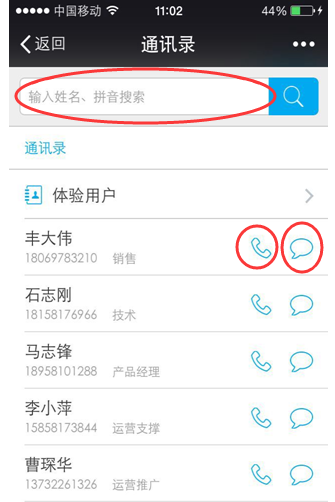 中国移动 11:02 44%
返回 通讯录
输入姓名、拼音搜索
通讯录
体验用户
丰大伟
18069783210 销售
石志刚
18158176966 技术
马志锋
18958101288 产品经理
李小萍
15858173844 运营支撑
曹琛华
13732261326 运营推广